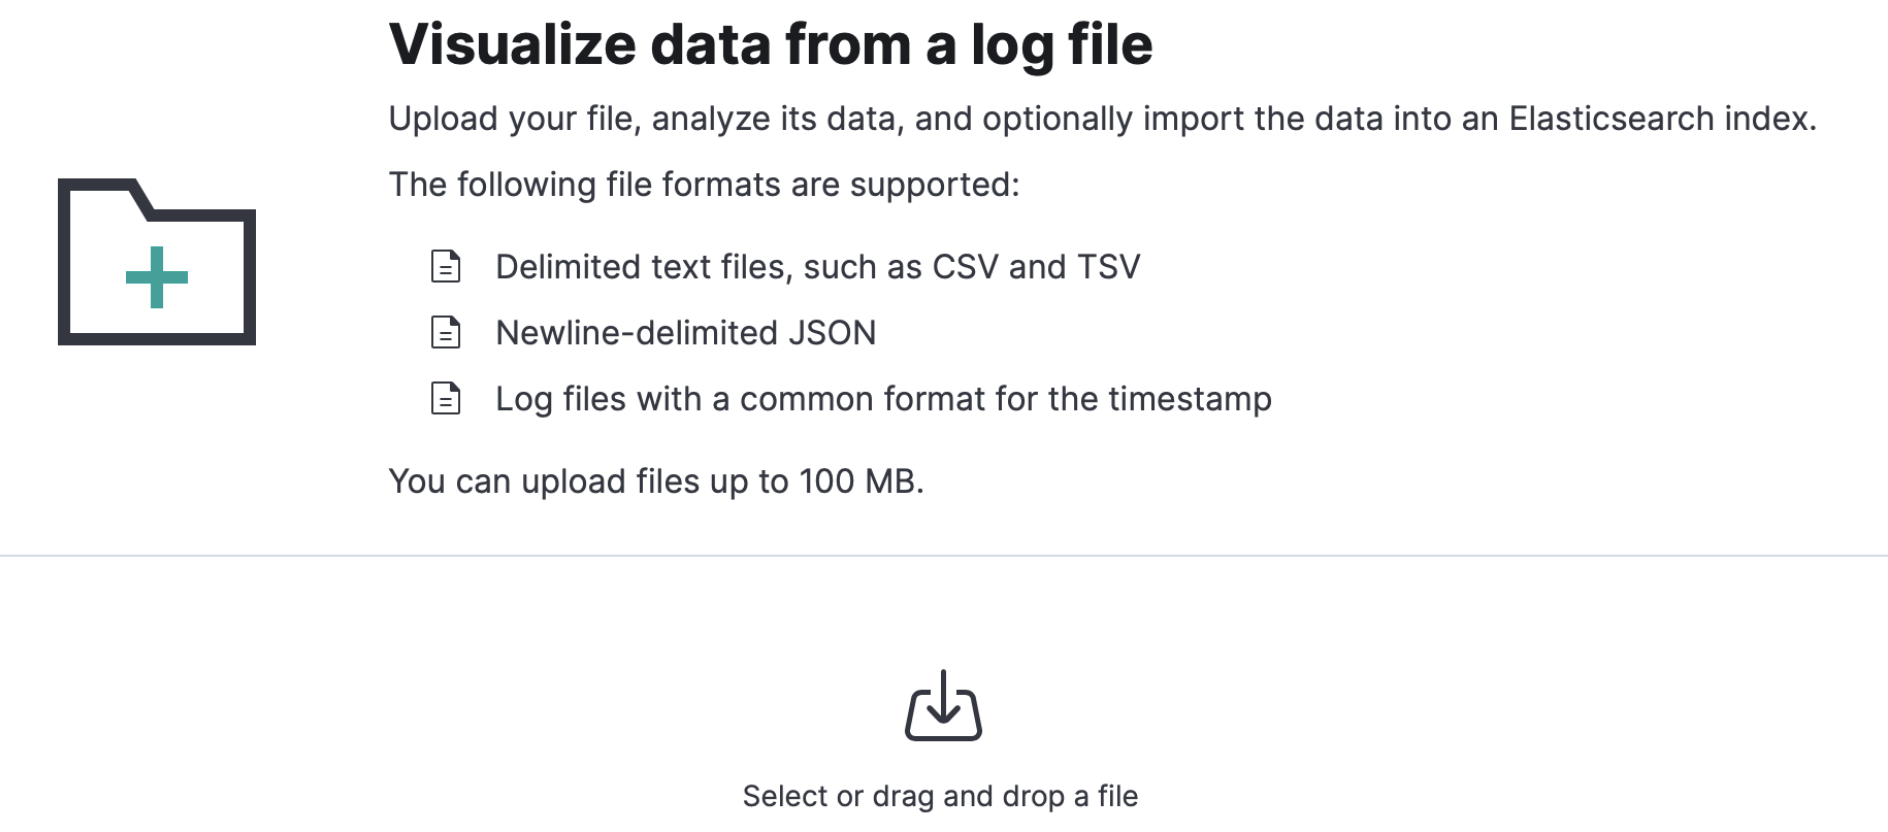 Visualize data from a log file
Upload your file, analyze its data, and optionally import the data into an Elasticsearch index.
The following file formats are supported:
Delimited text files, such as CSV and TSV
Newline-delimited JSON
Log files with a common format for the timestamp
You can upload files up to 100 MB.
Select or drag and drop a file